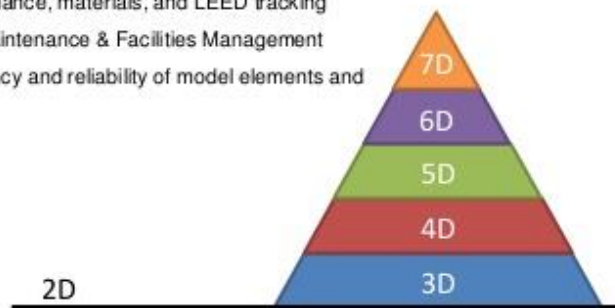 materials, and LEED tracking
intenance & Facilities Management
cy and reliability of model elements and
7D
6D
5D
4D
3D
2D